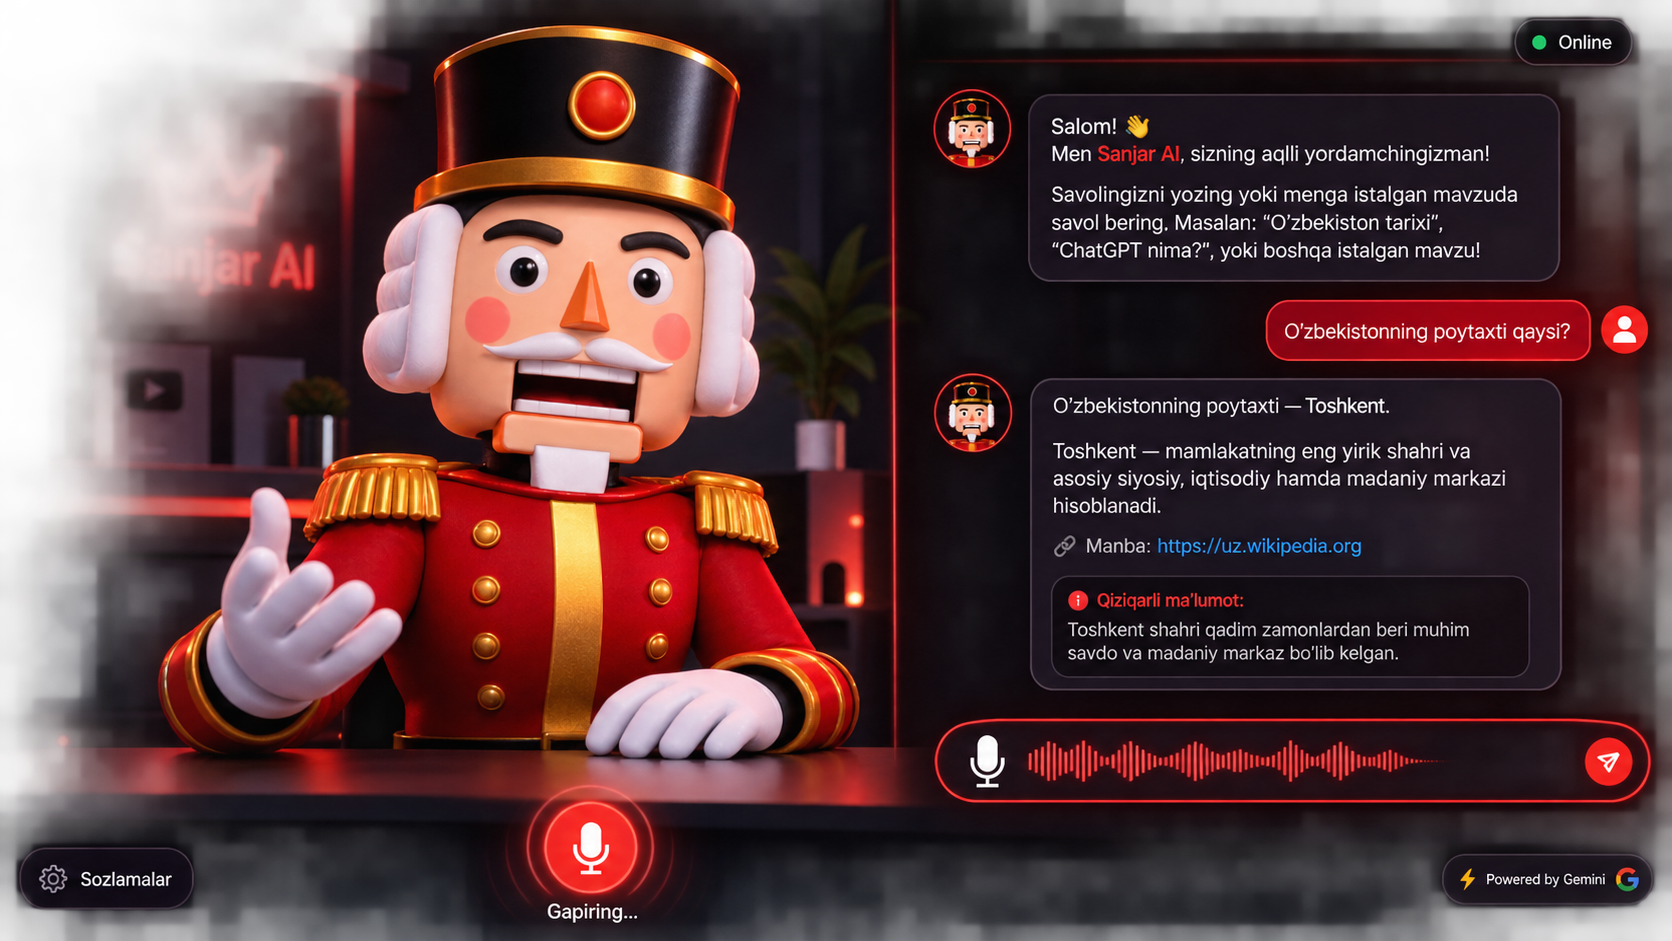 Sanjar AI
Online
Salom! 👋
Men Sanjar AI, sizning aqlli yordamchingizman!
Savolingizni yozing yoki menga istalgan mavzuda
savol bering. Masalan: “O’zbekiston tarixi”,
“ChatGPT nima?”, yoki boshqa istalgan mavzu!
O’zbekistonning poytaxti qaysi?
O’zbekistonning poytaxti — Toshkent.
Toshkent — mamlakatning eng yirik shahri va
asosiy siyosiy, iqtisodiy hamda madaniy markazi
hisoblanadi.
Manba: https://uz.wikipedia.org
Qiziqarli ma’lumot:
Toshkent shahri qadim zamonlardan beri muhim
savdo va madaniy markaz bo’lib kelgan.
Sozlamalar
Gapiring...
Powered by Gemini